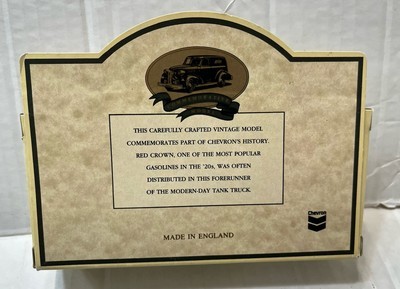 THIS CAREFULLY CRAFTED VINTAGE MODEL
COMMEMORATES PART OF CHEVRON'S HISTORY.
RED CROWN, ONE OF THE MOST POPULAR
GASOLINES IN THE '20s, WAS OFTEN
DISTRIBUTED IN THIS FORERUNNER
OF THE MODERN-DAY TANK TRUCK.
Chevron
MADE IN ENGLAND